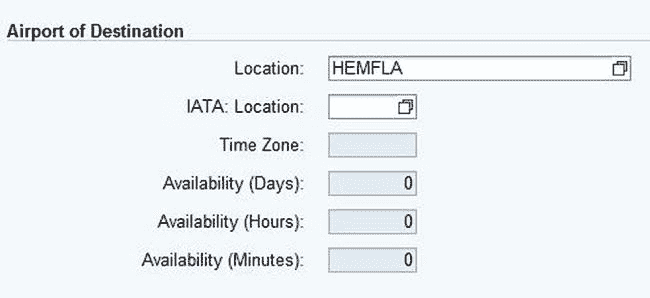 Airport of Destination
Location: HEMFLA
IATA: Location:
Time Zone:
Availability (Days): 0
Availability (Hours): 0
Availability (Minutes): 0